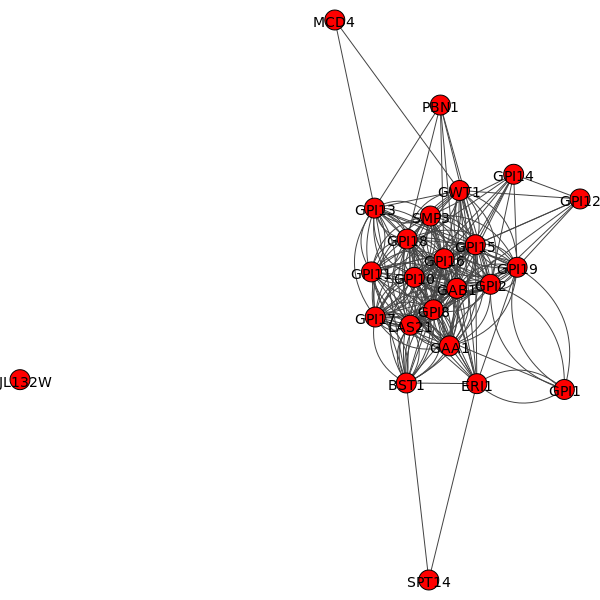 MCD4
PBN1
GPI14
GWT1
GPI12
GPI13
SMP3
GPI18
GPI15
GPI16
GPI19
GPI11
GPI10
GPI2
GAB1
GPI8
GPI17
LAS21
GAA1
JL132W
BST1
ERI1
GPI1
SPT14